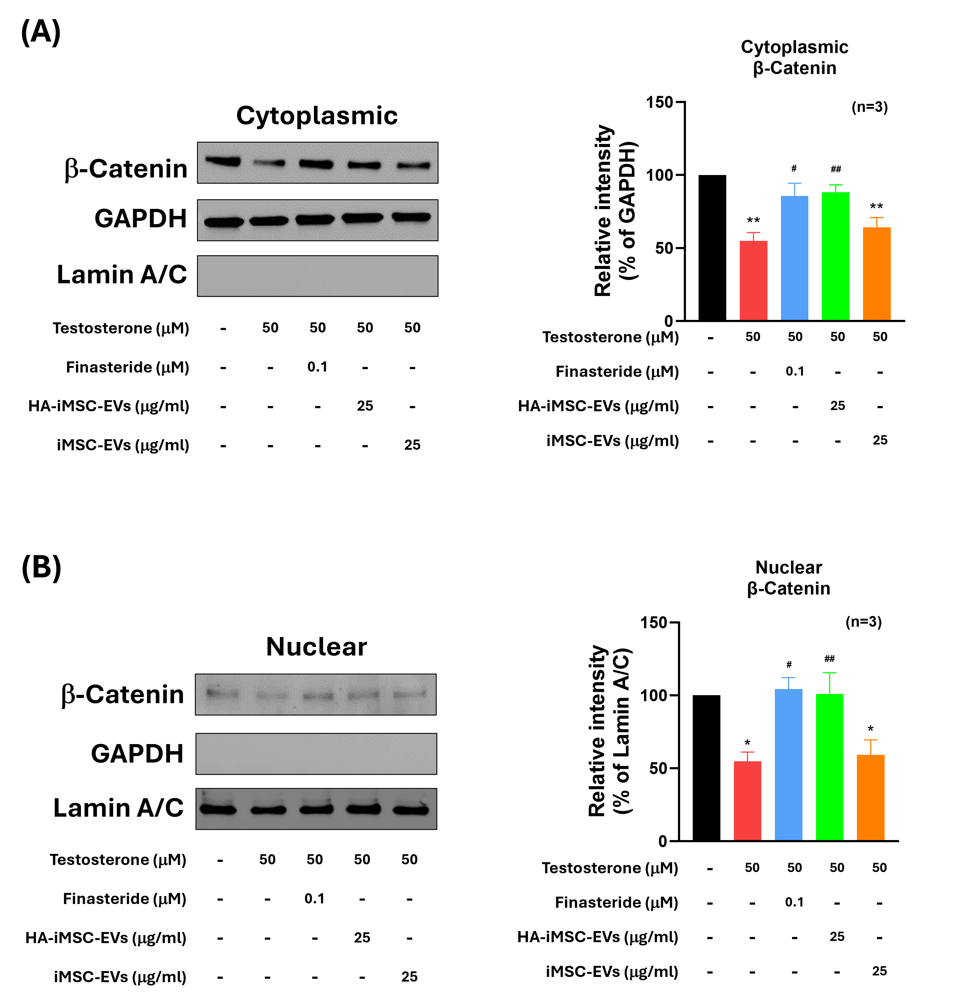 (A)
Cytoplasmic
β-Catenin
GAPDH
Lamin A/C
Testosterone (μM) - 50 50 50 50
Finasteride (μM) - - 0.1 - -
HA-iMSC-EVs (μg/ml) - - - 25 -
iMSC-EVs (μg/ml) - - - - 25
Cytoplasmic
β-Catenin
(n=3)
Relative intensity
(% of GAPDH)
150
100
50
0
**
#
##
**
Testosterone (μM) - 50 50 50 50
Finasteride (μM) - - 0.1 - -
HA-iMSC-EVs (μg/ml) - - - 25 -
iMSC-EVs (μg/ml) - - - - 25
(B)
Nuclear
β-Catenin
GAPDH
Lamin A/C
Testosterone (μM) - 50 50 50 50
Finasteride (μM) - - 0.1 - -
HA-iMSC-EVs (μg/ml) - - - 25 -
iMSC-EVs (μg/ml) - - - - 25
Nuclear
β-Catenin
(n=3)
Relative intensity
(% of Lamin A/C)
150
100
50
0
*
#
##
*
Testosterone (μM) - 50 50 50 50
Finasteride (μM) - - 0.1 - -
HA-iMSC-EVs (μg/ml) - - - 25 -
iMSC-EVs (μg/ml) - - - - 25